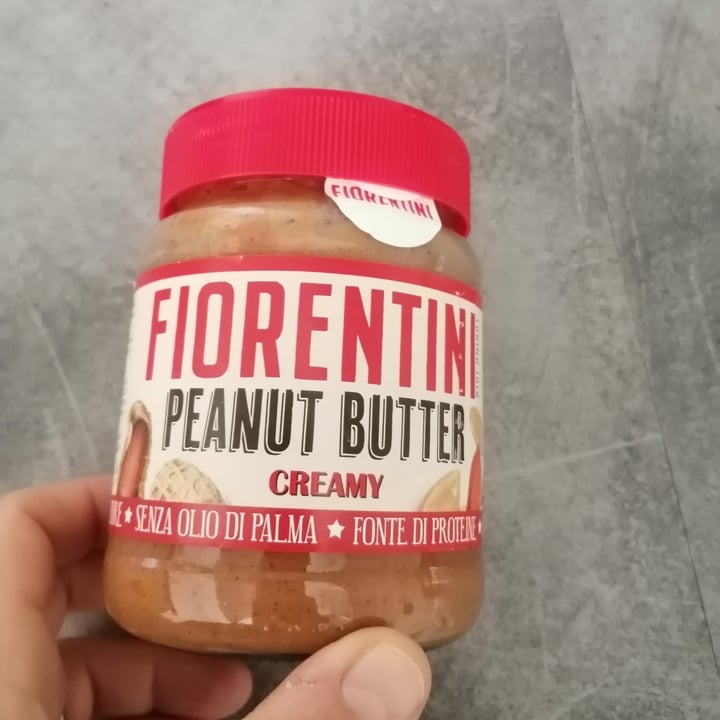 FIORENTINI
FIORENTINI
PEANUT BUTTER
CREAMY
★ SENZA OLIO DI PALMA ★ FONTE DI PROTEINE ★